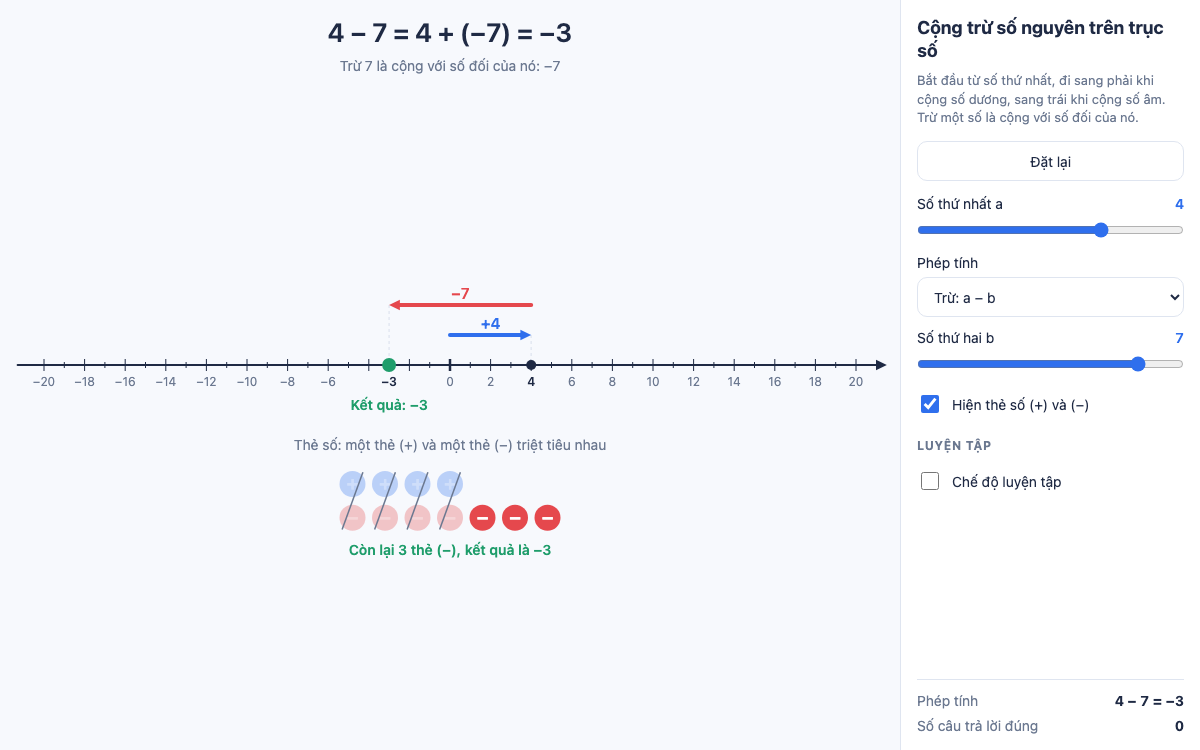 4 – 7 = 4 + (−7) = −3
Trừ 7 là cộng với số đối của nó: −7
−7
+4
−20 −18 −16 −14 −12 −10 −8 −6 −3 0 2 4 6 8 10 12 14 16 18 20
Kết quả: −3
Thẻ số: một thẻ (+) và một thẻ (−) triệt tiêu nhau
+ + + +
− − − − − − −
Còn lại 3 thẻ (−), kết quả là −3
Cộng trừ số nguyên trên trục
số
Bắt đầu từ số thứ nhất, đi sang phải khi
cộng số dương, sang trái khi cộng số âm.
Trừ một số là cộng với số đối của nó.
Đặt lại
Số thứ nhất a 4
Phép tính
Trừ: a – b
Số thứ hai b 7
Hiện thẻ số (+) và (−)
LUYỆN TẬP
Chế độ luyện tập
Phép tính 4 – 7 = −3
Số câu trả lời đúng 0